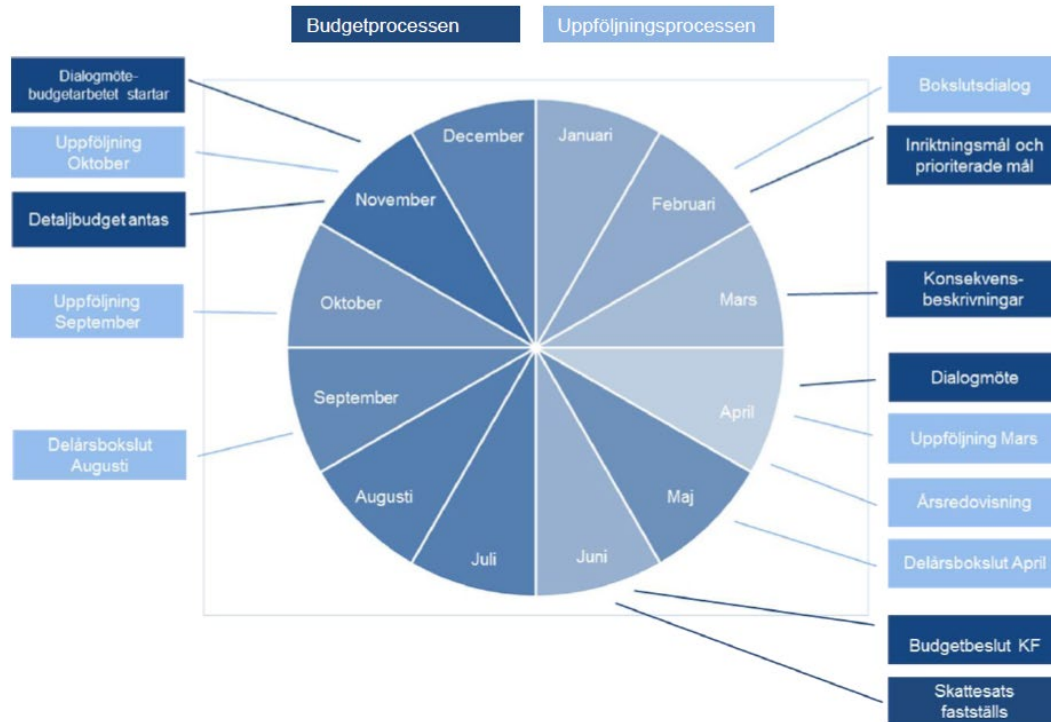 Budgetprocessen
Uppföljningsprocessen
Dialogmöte-
budgetarbetet startar
Uppföljning
Oktober
Detaljbudget antas
Uppföljning
September
Delårsbokslut
Augusti
December
Januari
November
Februari
Oktober
Mars
September
April
Augusti
Maj
Juli
Juni
Bokslutsdialog
Inriktningsmål och
prioriterade mål
Konsekvens-
beskrivningar
Dialogmöte
Uppföljning Mars
Årsredovisning
Delårsbokslut April
Budgetbeslut KF
Skattesats
fastställs